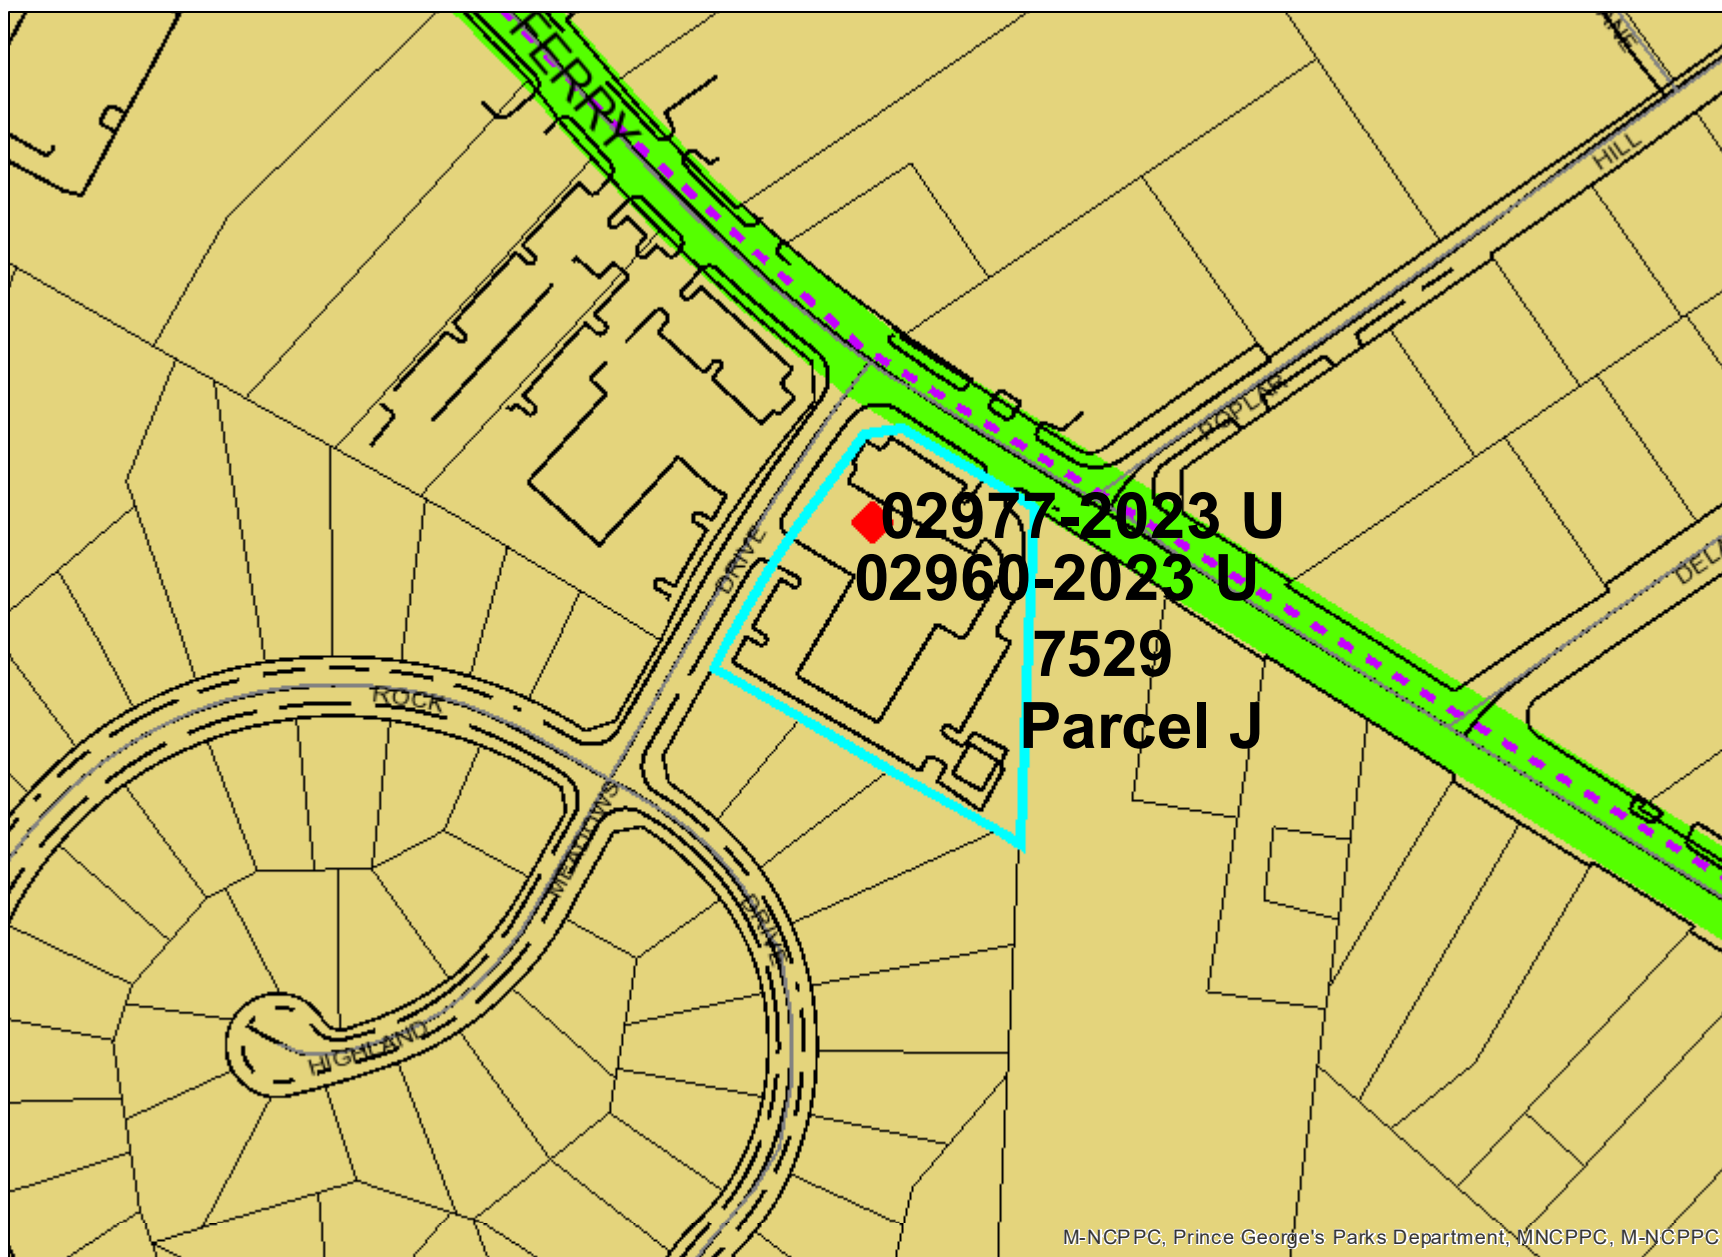 FERRY
HILL
POPLAR
02977-2023 U
DRIVE
02960-2023 U
7529
ROCK
Parcel J
MEADOWS
DRIVE
HIGHLAND
M-NCPPC, Prince George's Parks Department, MNCPPC, M-NCPPC